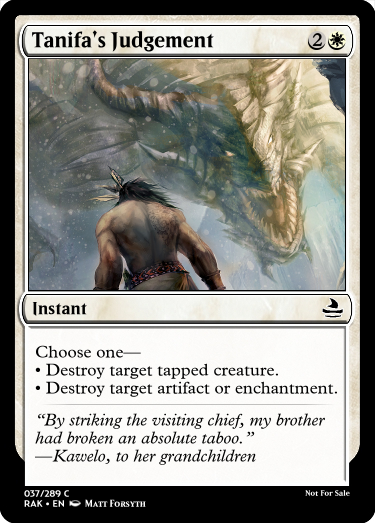 Tanifa's Judgement 2
Instant
Choose one—
• Destroy target tapped creature.
• Destroy target artifact or enchantment.
“By striking the visiting chief, my brother
had broken an absolute taboo.”
—Kawelo, to her grandchildren
037/289 C Not For Sale
RAK • EN Matt Forsyth